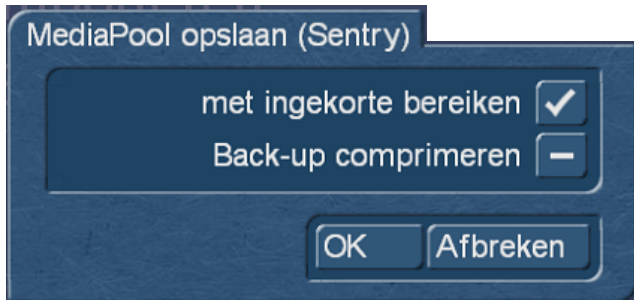 MediaPool opslaan (Sentry)
met ingekorte bereiken
Back-up comprimeren
OK Afbreken